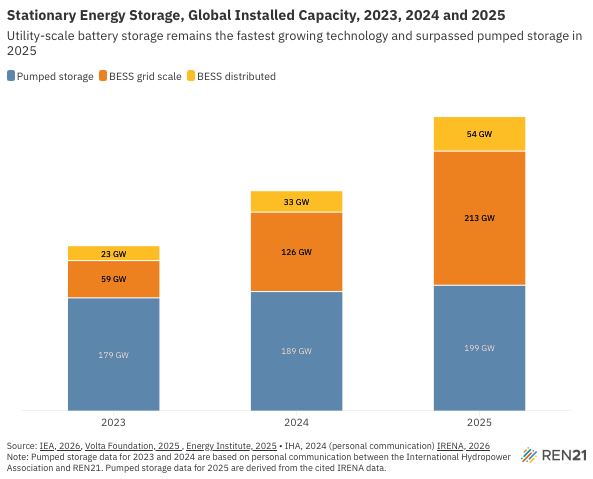 Stationary Energy Storage, Global Installed Capacity, 2023, 2024 and 2025
Utility-scale battery storage remains the fastest growing technology and surpassed pumped storage in
2025
Pumped storage BESS grid scale BESS distributed
54 GW
213 GW
199 GW
33 GW
126 GW
189 GW
23 GW
59 GW
179 GW
2023 2024 2025
Source: IEA, 2026, Volta Foundation, 2025 , Energy Institute, 2025 • IHA, 2024 (personal communication) IRENA, 2026
Note: Pumped storage data for 2023 and 2024 are based on personal communication between the International Hydropower
Association and REN21. Pumped storage data for 2025 are derived from the cited IRENA data.
REN21